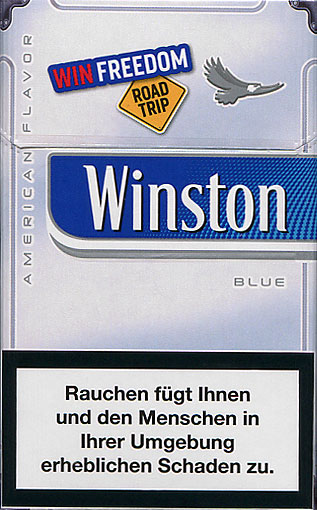 WIN FREEDOM
ROAD
TRIP
AMERICAN FLAVOR
Winston
BLUE
Rauchen fügt Ihnen
und den Menschen in
Ihrer Umgebung
erheblichen Schaden zu.